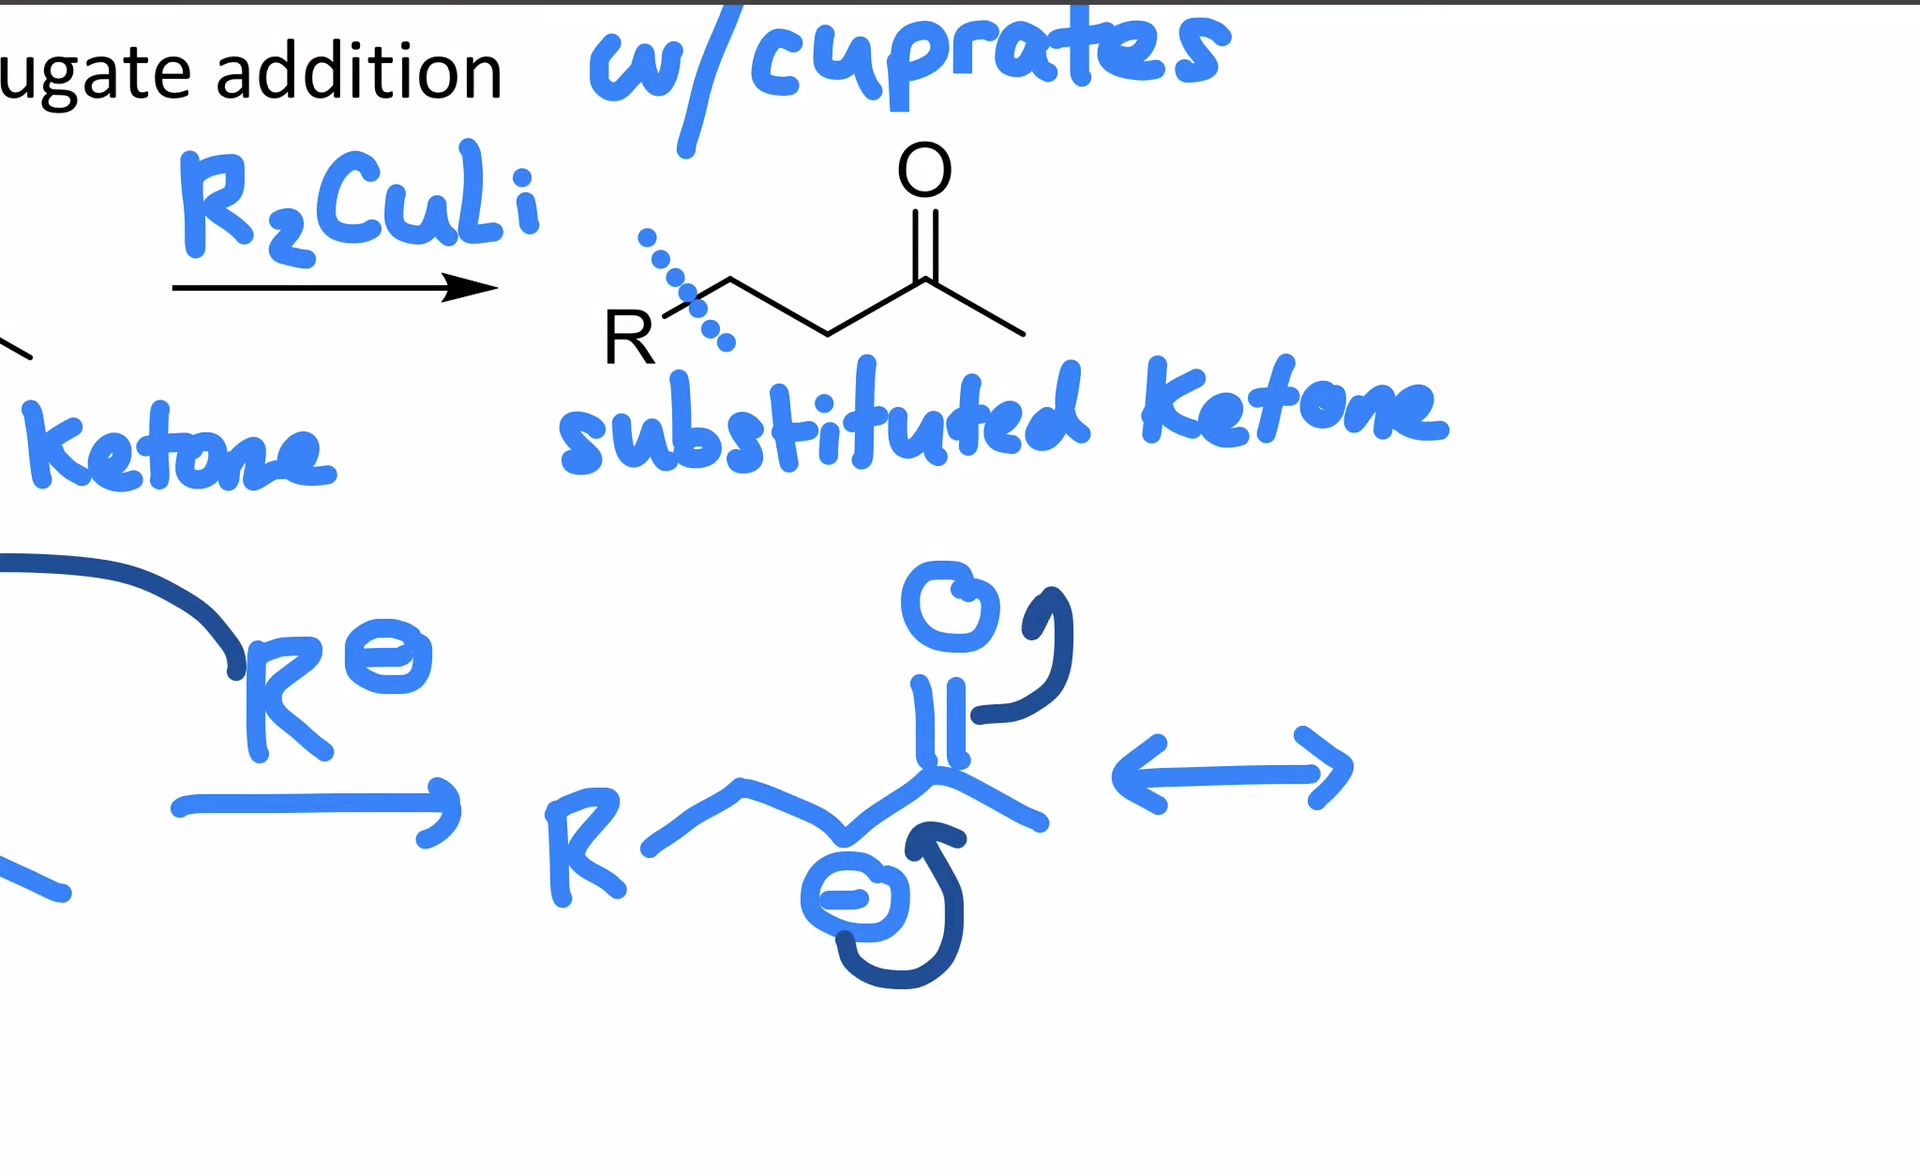 ugate addition w/cuprates
R₂CuLi
O
R
Ketone substituted Ketone
O
R⊖
R
⊖